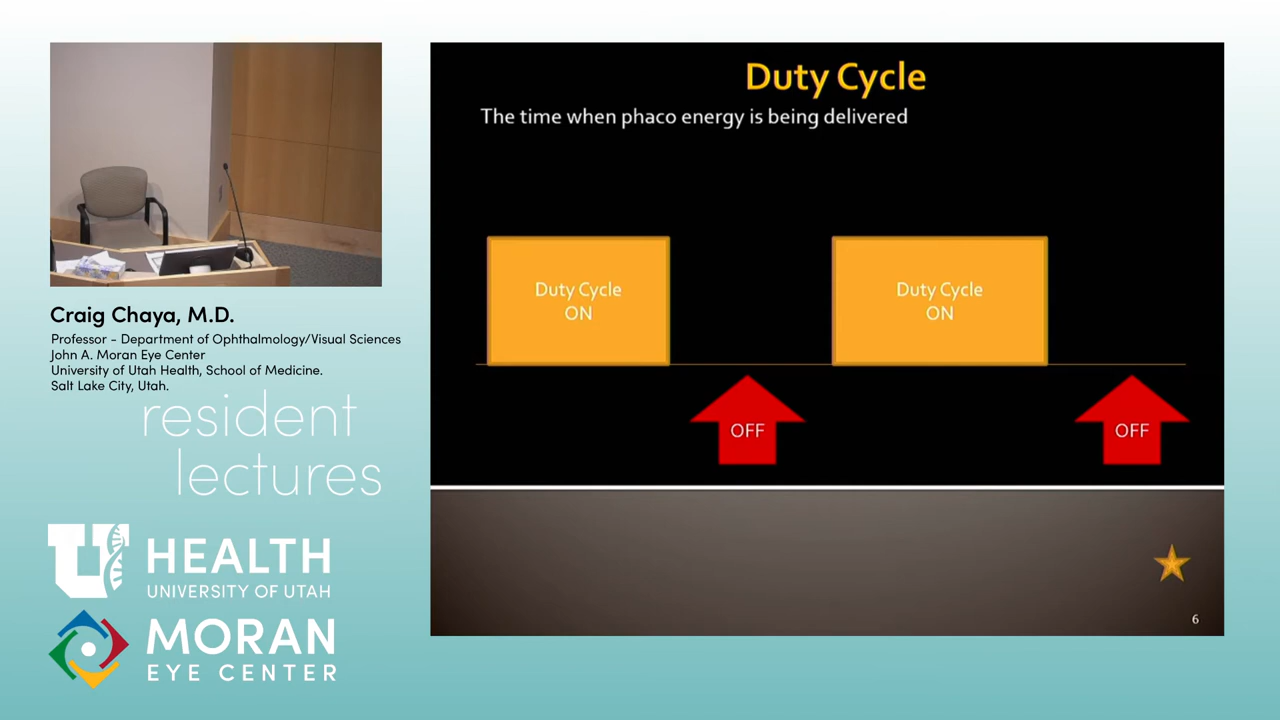 Duty Cycle
The time when phaco energy is being delivered
Duty Cycle
ON
Duty Cycle
ON
OFF
OFF
6
Craig Chaya, M.D.
Professor - Department of Ophthalmology/Visual Sciences
John A. Moran Eye Center
University of Utah Health, School of Medicine.
Salt Lake City, Utah.
resident
lectures
U HEALTH
UNIVERSITY OF UTAH
MORAN
EYE CENTER